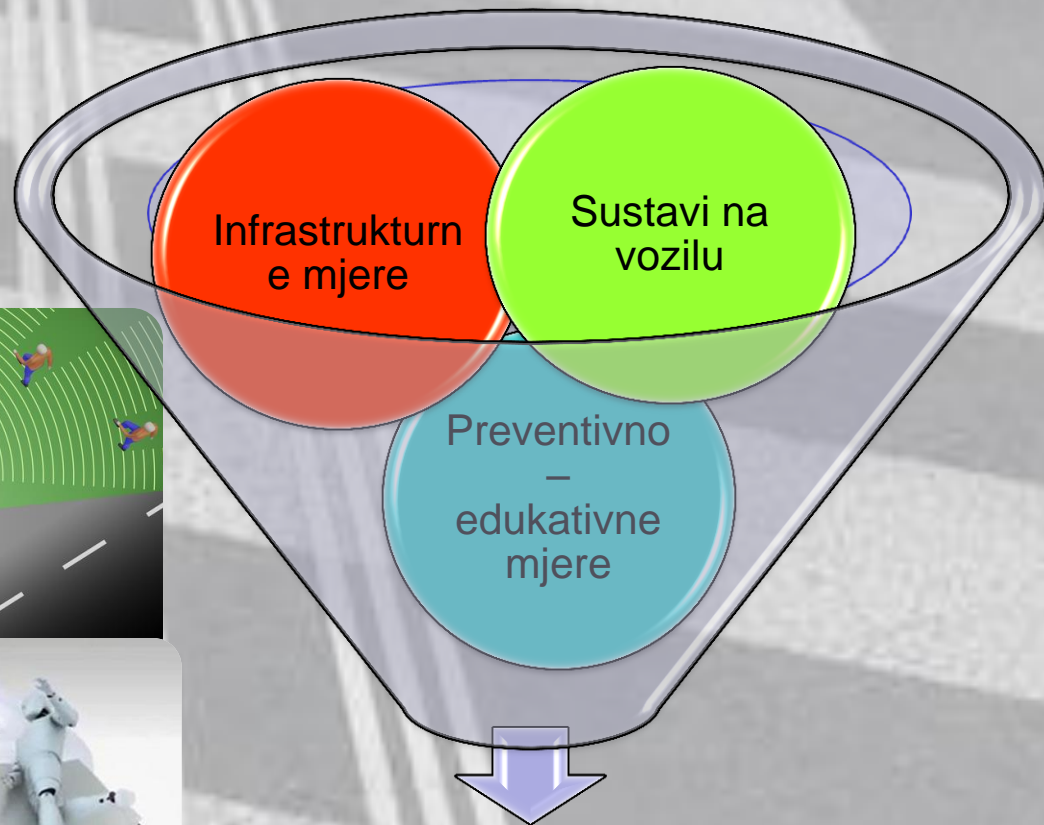 Infrastrukturn
e mjere
Sustavi na
vozilu
Preventivno
–
edukativne
mjere